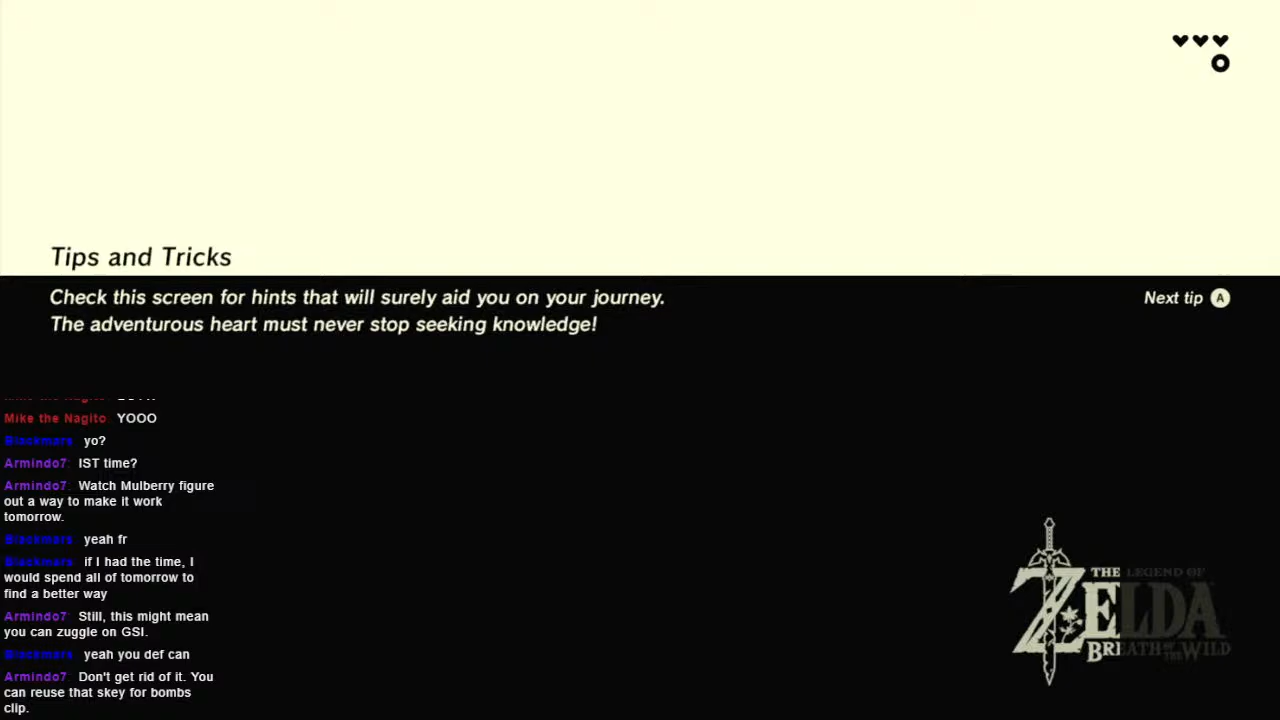 Tips and Tricks
Check this screen for hints that will surely aid you on your journey.
The adventurous heart must never stop seeking knowledge!
Next tip A
Mike the Nagito: YOOO
Blackmars: yo?
Armindo7: IST time?
Armindo7: Watch Mulberry figure
out a way to make it work
tomorrow.
Blackmars: yeah fr
Blackmars: if I had the time, I
would spend all of tomorrow to
find a better way
Armindo7: Still, this might mean
you can zuggle on GSI.
Blackmars: yeah you def can
Armindo7: Don't get rid of it. You
can reuse that skey for bombs
clip.
THE LEGEND OF
ZELDA
BREATH OF THE WILD